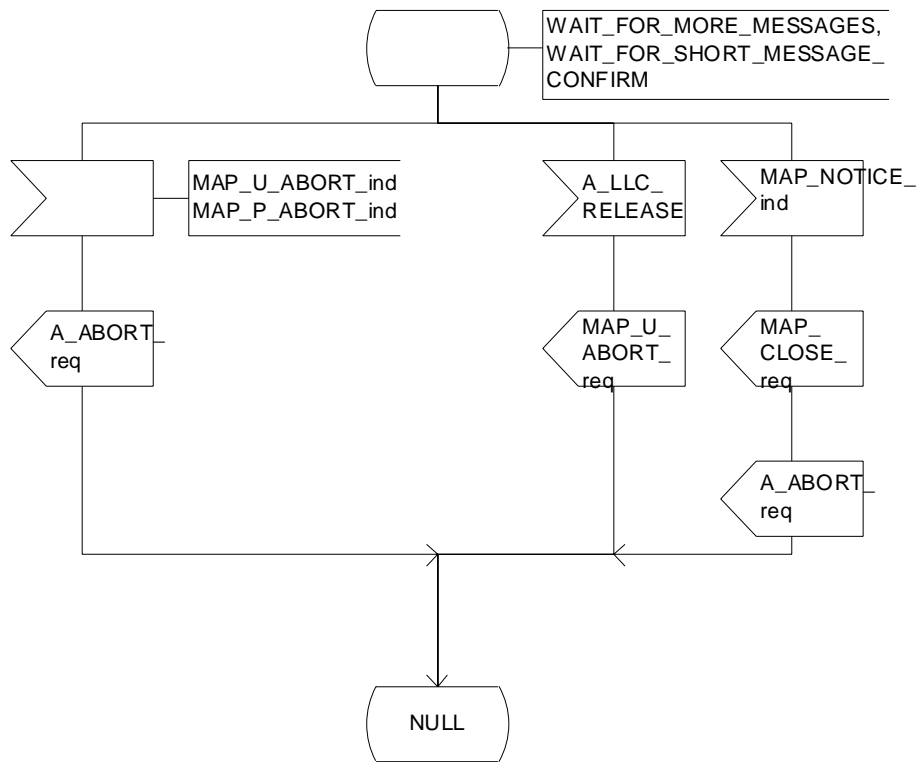 WAIT_FOR_MORE_MESSAGES,
WAIT_FOR_SHORT_MESSAGE_
CONFIRM
MAP_U_ABORT_ind
MAP_P_ABORT_ind
A_LLC_
RELEASE
MAP_NOTICE_
ind
A_ABORT_
req
MAP_U_
ABORT_
req
MAP_
CLOSE_
req
A_ABORT_
req
NULL